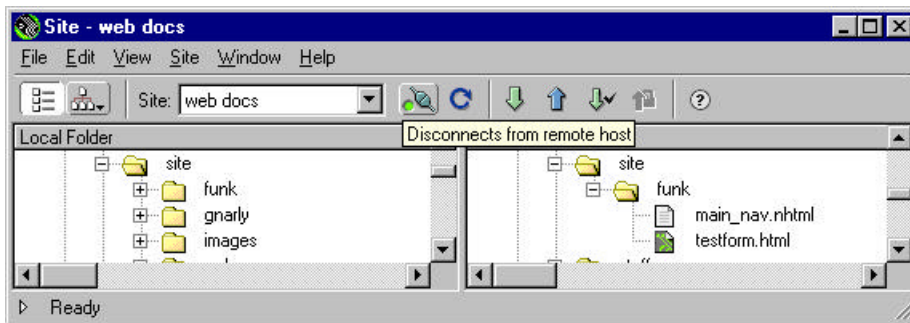 Site - web docs
File Edit View Site Window Help
Site: web docs
Disconnects from remote host
Local Folder
site
funk
gnarly
images
site
funk
main_nav.nhtml
testform.html
Ready